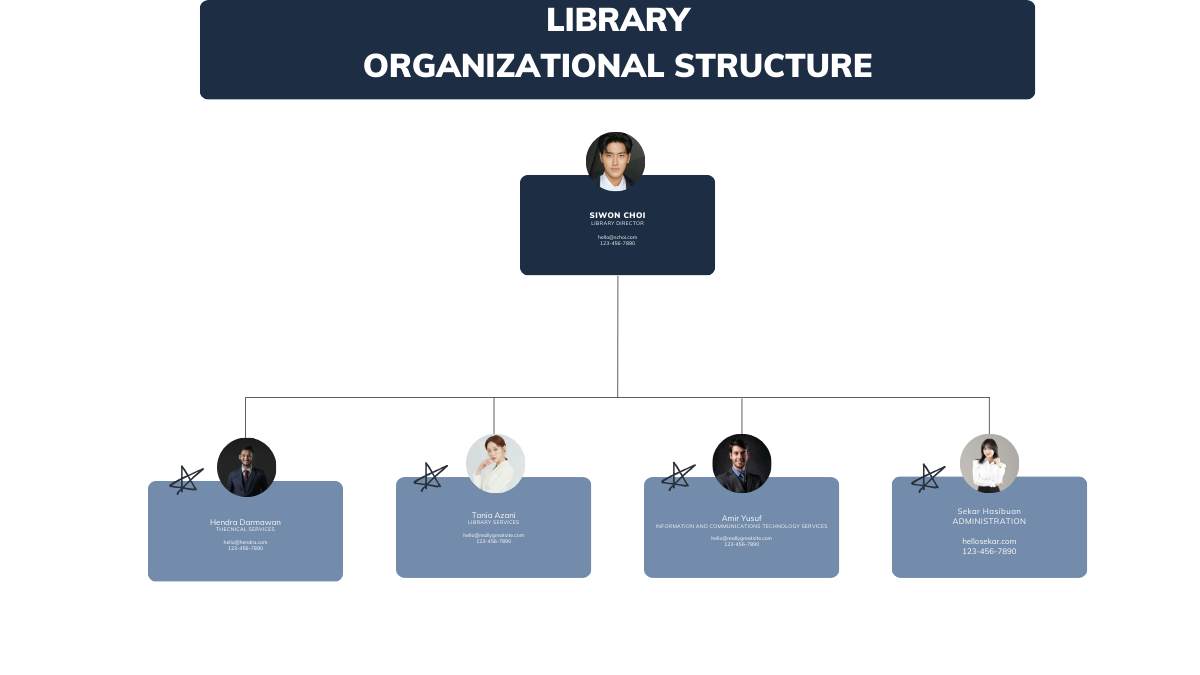 LIBRARY
ORGANIZATIONAL STRUCTURE
SIWON CHOI
LIBRARY DIRECTOR
hello@schoi.com
123-456-7890
Hendra Darmawan
THECNICAL SERVICES
hello@hendra.com
123-456-7890
Tania Azani
LIBRARY SERVICES
hello@reallygreatsite.com
123-456-7890
Amir Yusuf
INFORMATION AND COMMUNICATIONS TECHNOLOGY SERVICES
hello@reallygreatsite.com
123-456-7890
Sekar Hasibuan
ADMINISTRATION
hellosekar.com
123-456-7890